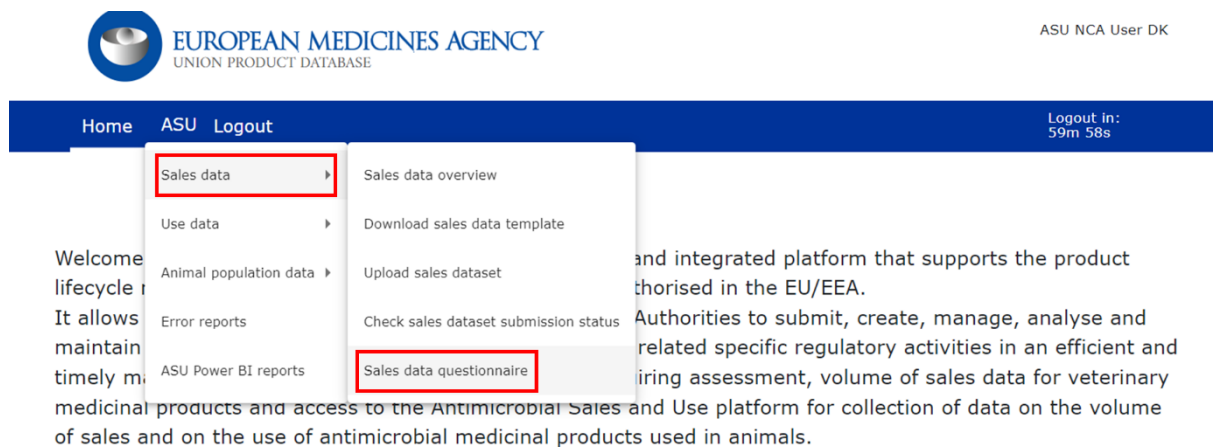 EUROPEAN MEDICINES AGENCY
UNION PRODUCT DATABASE
ASU NCA User DK
Home ASU Logout
Logout in:
59m 58s
Sales data
Use data
Animal population data
Error reports
ASU Power BI reports
Sales data overview
Download sales data template
Upload sales dataset
Check sales dataset submission status
Sales data questionnaire
Welcome and integrated platform that supports the product
lifecycle thorised in the EU/EEA.
It allows Authorities to submit, create, manage, analyse and
maintain related specific regulatory activities in an efficient and
timely iring assessment, volume of sales data for veterinary
medicinal products and access to the Antimicrobial Sales and Use platform for collection of data on the volume
of sales and on the use of antimicrobial medicinal products used in animals.